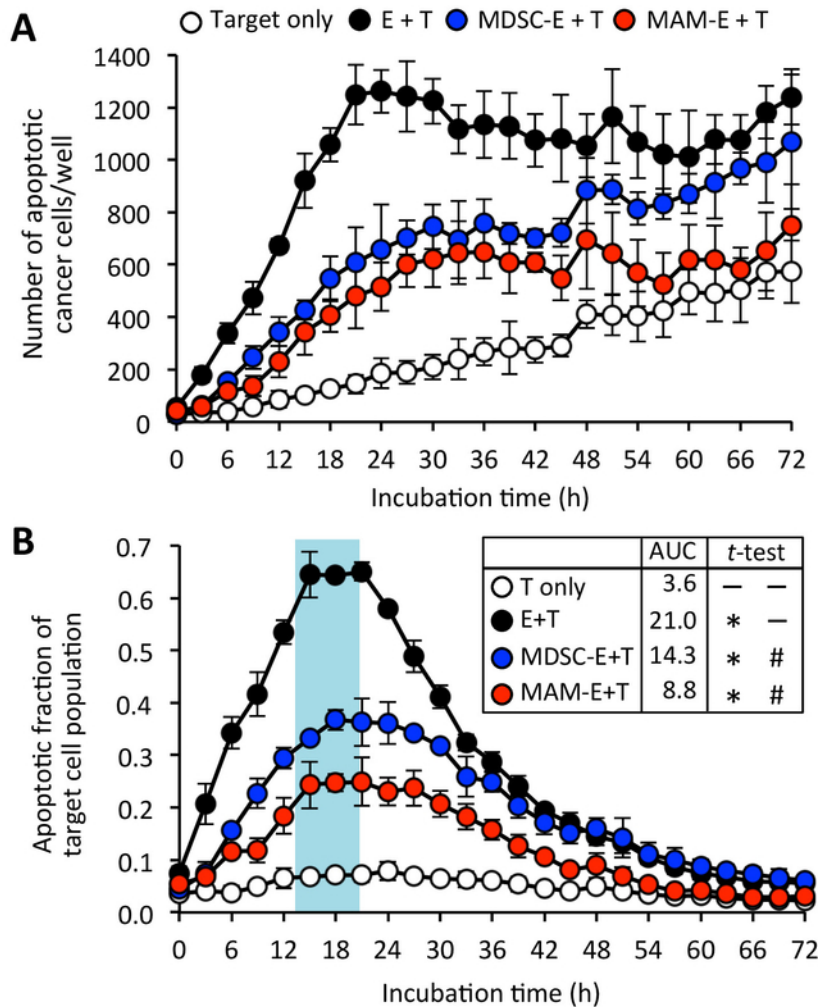 A
Target only E + T MDSC-E + T MAM-E + T
Number of apoptotic
cancer cells/well
1400
1200
1000
800
600
400
200
0
0 6 12 18 24 30 36 42 48 54 60 66 72
Incubation time (h)
B
Apoptotic fraction of
target cell population
0.7
0.6
0.5
0.4
0.3
0.2
0.1
0.0
AUC t-test
T only 3.6 – –
E+T 21.0 * –
MDSC-E+T 14.3 * #
MAM-E+T 8.8 * #
0 6 12 18 24 30 36 42 48 54 60 66 72
Incubation time (h)